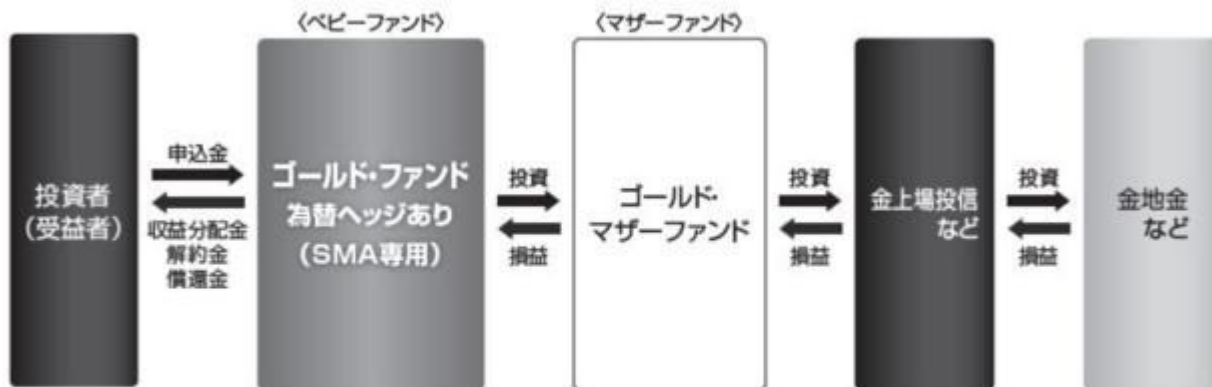 〈ベビーファンド〉
〈マザーファンド〉
投資者
（受益者）
申込金
収益分配金
解約金
償還金
ゴールド・ファンド
為替ヘッジあり
（SMA専用）
投資
損益
ゴールド・
マザーファンド
投資
損益
金上場投信
など
投資
損益
金地金
など